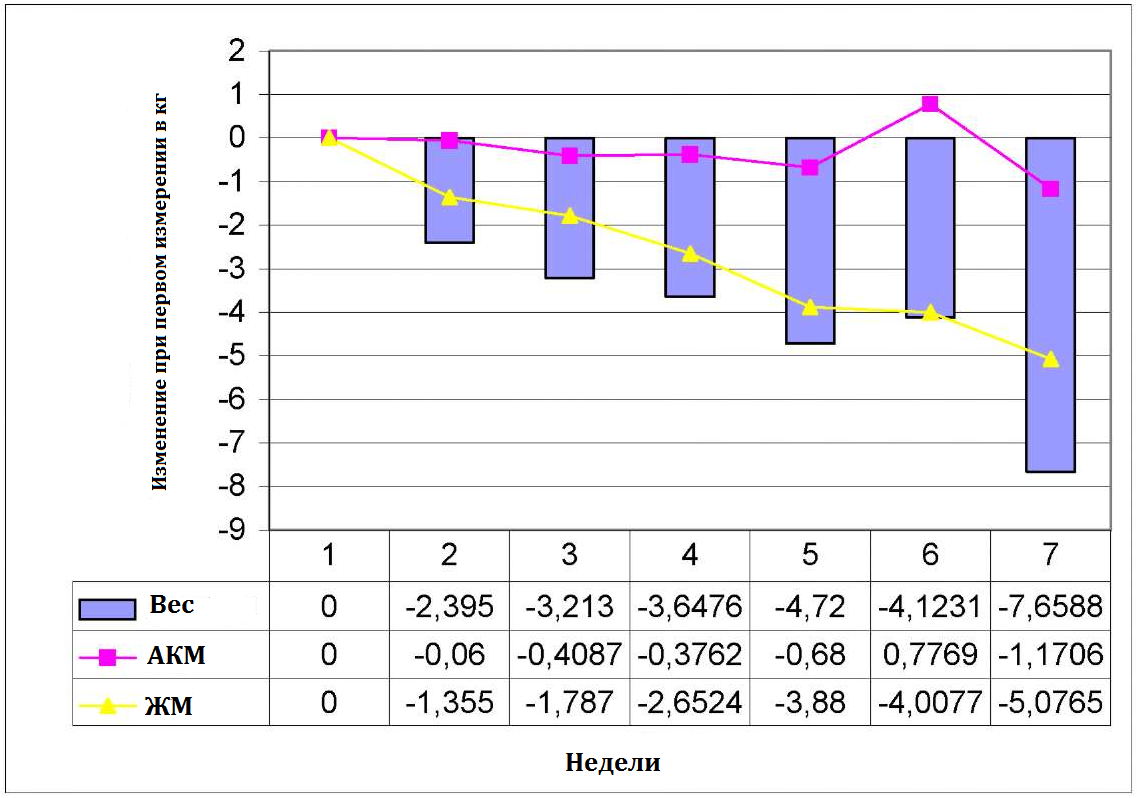 Изменение при первом измерении в кг
2
1
0
-1
-2
-3
-4
-5
-6
-7
-8
-9
1 2 3 4 5 6 7
Вес 0 -2,395 -3,213 -3,6476 -4,72 -4,1231 -7,6588
АКМ 0 -0,06 -0,4087 -0,3762 -0,68 0,7769 -1,1706
ЖМ 0 -1,355 -1,787 -2,6524 -3,88 -4,0077 -5,0765
Недели